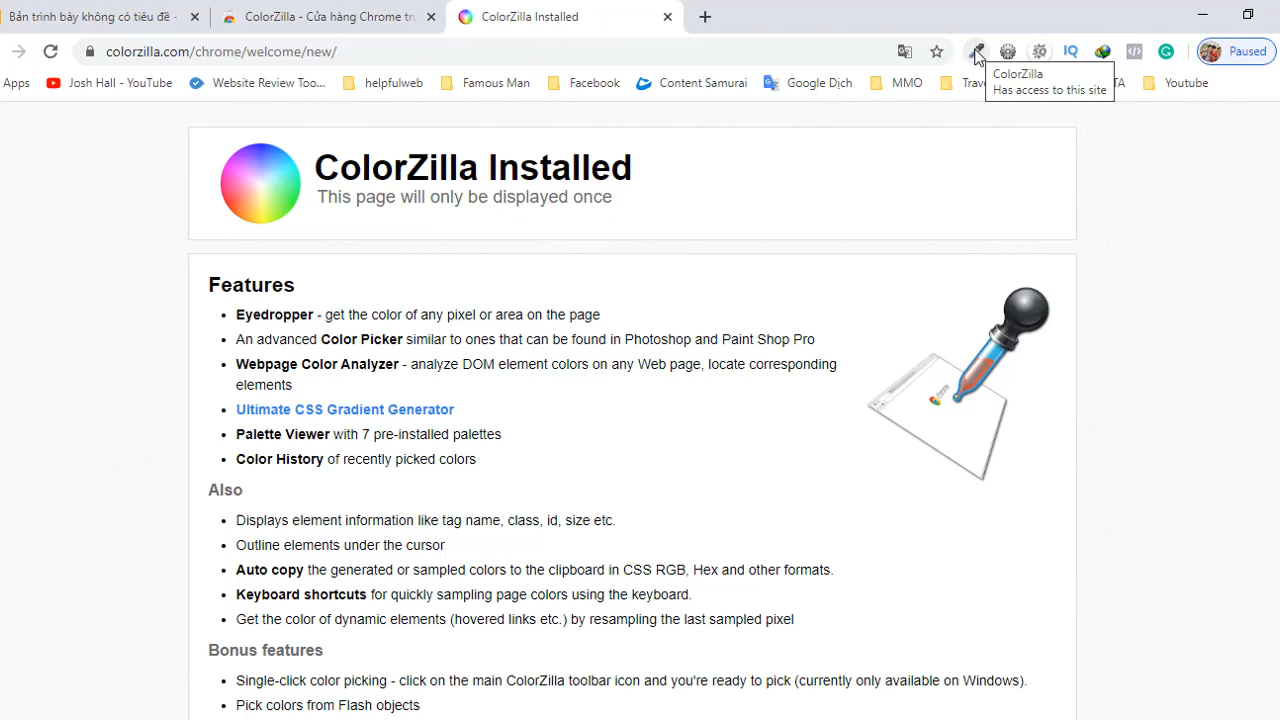 Bản trình bày không có tiêu đề -
ColorZilla - Cửa hàng Chrome trự
ColorZilla Installed
colorzilla.com/chrome/welcome/new/
IQ
Paused
ColorZilla
Has access to this site
Apps
Josh Hall - YouTube
Website Review Too...
helpfulweb
Famous Man
Facebook
Content Samurai
Google Dịch
MMO
Youtube
ColorZilla Installed
This page will only be displayed once
Features
Eyedropper - get the color of any pixel or area on the page
An advanced Color Picker similar to ones that can be found in Photoshop and Paint Shop Pro
Webpage Color Analyzer - analyze DOM element colors on any Web page, locate corresponding
elements
Ultimate CSS Gradient Generator
Palette Viewer with 7 pre-installed palettes
Color History of recently picked colors
Also
Displays element information like tag name, class, id, size etc.
Outline elements under the cursor
Auto copy the generated or sampled colors to the clipboard in CSS RGB, Hex and other formats.
Keyboard shortcuts for quickly sampling page colors using the keyboard.
Get the color of dynamic elements (hovered links etc.) by resampling the last sampled pixel
Bonus features
Single-click color picking - click on the main ColorZilla toolbar icon and you're ready to pick (currently only available on Windows).
Pick colors from Flash objects